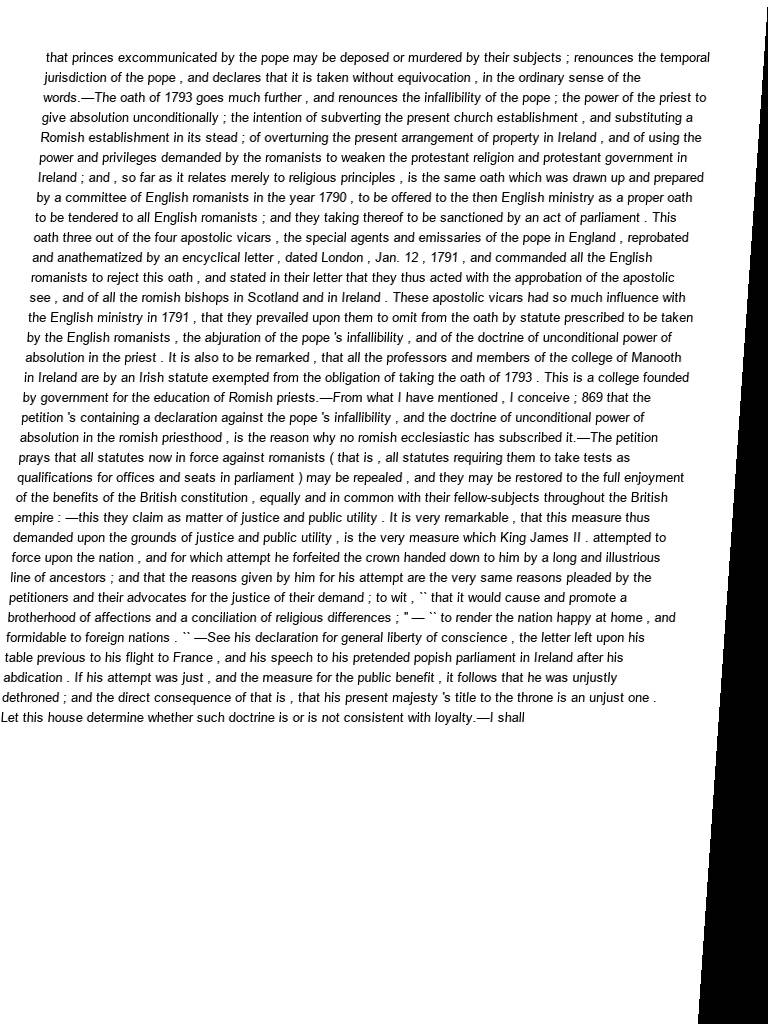 that princes excommunicated by the pope may be deposed or murdered by their subjects ; renounces the temporal
jurisdiction of the pope , and declares that it is taken without equivocation , in the ordinary sense of the
words.—The oath of 1793 goes much further , and renounces the infallibility of the pope ; the power of the priest to
give absolution unconditionally ; the intention of subverting the present church establishment , and substituting a
Romish establishment in its stead ; of overturning the present arrangement of property in Ireland , and of using the
power and privileges demanded by the romanists to weaken the protestant religion and protestant government in
Ireland ; and , so far as it relates merely to religious principles , is the same oath which was drawn up and prepared
by a committee of English romanists in the year 1790 , to be offered to the then English ministry as a proper oath
to be tendered to all English romanists ; and they taking thereof to be sanctioned by an act of parliament . This
oath three out of the four apostolic vicars , the special agents and emissaries of the pope in England , reprobated
and anathematized by an encyclical letter , dated London , Jan. 12 , 1791 , and commanded all the English
romanists to reject this oath , and stated in their letter that they thus acted with the approbation of the apostolic
see , and of all the romish bishops in Scotland and in Ireland . These apostolic vicars had so much influence with
the English ministry in 1791 , that they prevailed upon them to omit from the oath by statute prescribed to be taken
by the English romanists , the abjuration of the pope 's infallibility , and of the doctrine of unconditional power of
absolution in the priest . It is also to be remarked , that all the professors and members of the college of Manooth
in Ireland are by an Irish statute exempted from the obligation of taking the oath of 1793 . This is a college founded
by government for the education of Romish priests.—From what I have mentioned , I conceive ; 869 that the
petition 's containing a declaration against the pope 's infallibility , and the doctrine of unconditional power of
absolution in the romish priesthood , is the reason why no romish ecclesiastic has subscribed it.—The petition
prays that all statutes now in force against romanists ( that is , all statutes requiring them to take tests as
qualifications for offices and seats in parliament ) may be repealed , and they may be restored to the full enjoyment
of the benefits of the British constitution , equally and in common with their fellow-subjects throughout the British
empire : —this they claim as matter of justice and public utility . It is very remarkable , that this measure thus
demanded upon the grounds of justice and public utility , is the very measure which King James II . attempted to
force upon the nation , and for which attempt he forfeited the crown handed down to him by a long and illustrious
line of ancestors ; and that the reasons given by him for his attempt are the very same reasons pleaded by the
petitioners and their advocates for the justice of their demand ; to wit , `` that it would cause and promote a
brotherhood of affections and a conciliation of religious differences ; " — `` to render the nation happy at home , and
formidable to foreign nations . `` —See his declaration for general liberty of conscience , the letter left upon his
table previous to his flight to France , and his speech to his pretended popish parliament in Ireland after his
abdication . If his attempt was just , and the measure for the public benefit , it follows that he was unjustly
dethroned ; and the direct consequence of that is , that his present majesty 's title to the throne is an unjust one .
Let this house determine whether such doctrine is or is not consistent with loyalty.—I shall